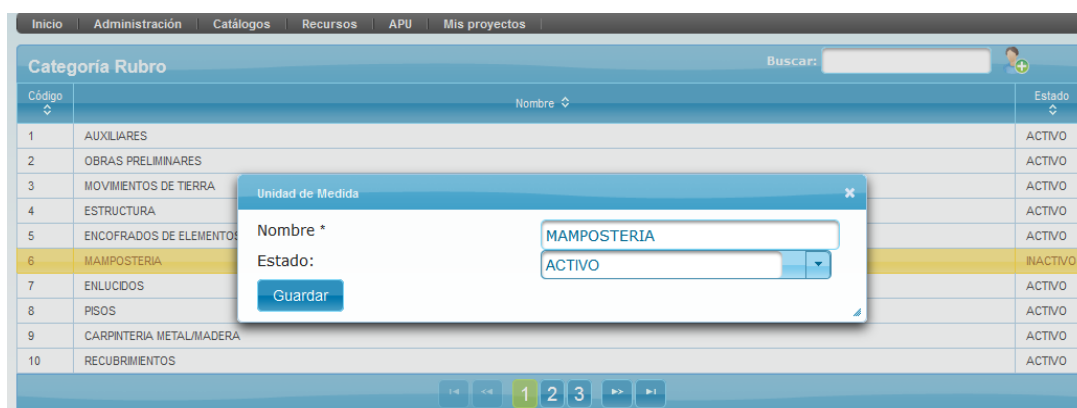 Inicio Administración Catálogos Recursos APU Mis proyectos
Categoría Rubro Buscar:
Código Nombre Estado
1 AUXILIARES ACTIVO
2 OBRAS PRELIMINARES ACTIVO
3 MOVIMIENTOS DE TIERRA ACTIVO
4 ESTRUCTURA ACTIVO
5 ENCOFRADOS DE ELEMENTOS ACTIVO
6 MAMPOSTERIA INACTIVO
7 ENLUCIDOS ACTIVO
8 PISOS ACTIVO
9 CARPINTERIA METAL/MADERA ACTIVO
10 RECUBRIMIENTOS ACTIVO
Unidad de Medida
Nombre * MAMPOSTERIA
Estado: ACTIVO
Guardar
1 2 3